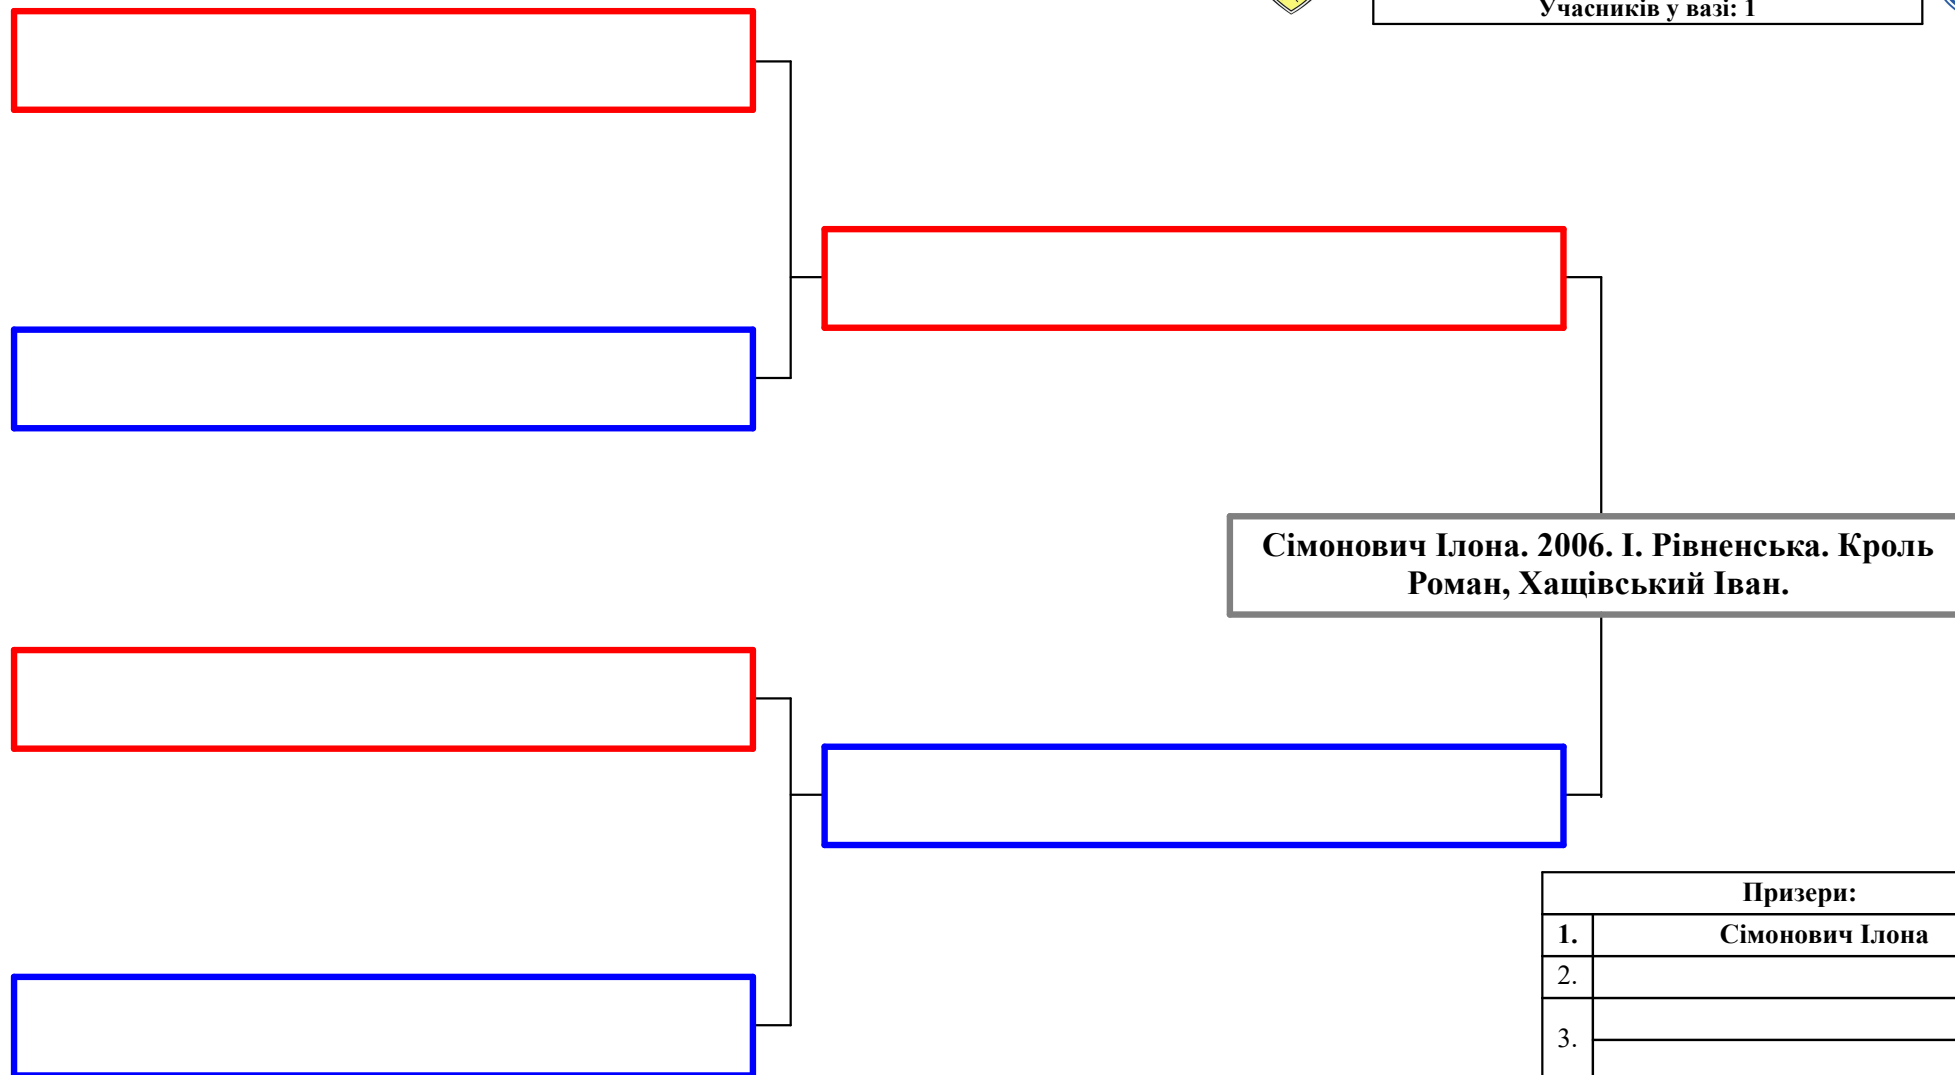 Учасників у вазі: 1
Сімонович Ілона. 2006. І. Рівненська. Кроль
Роман, Хащівський Іван.
Призери:
1. Сімонович Ілона
2.
3.